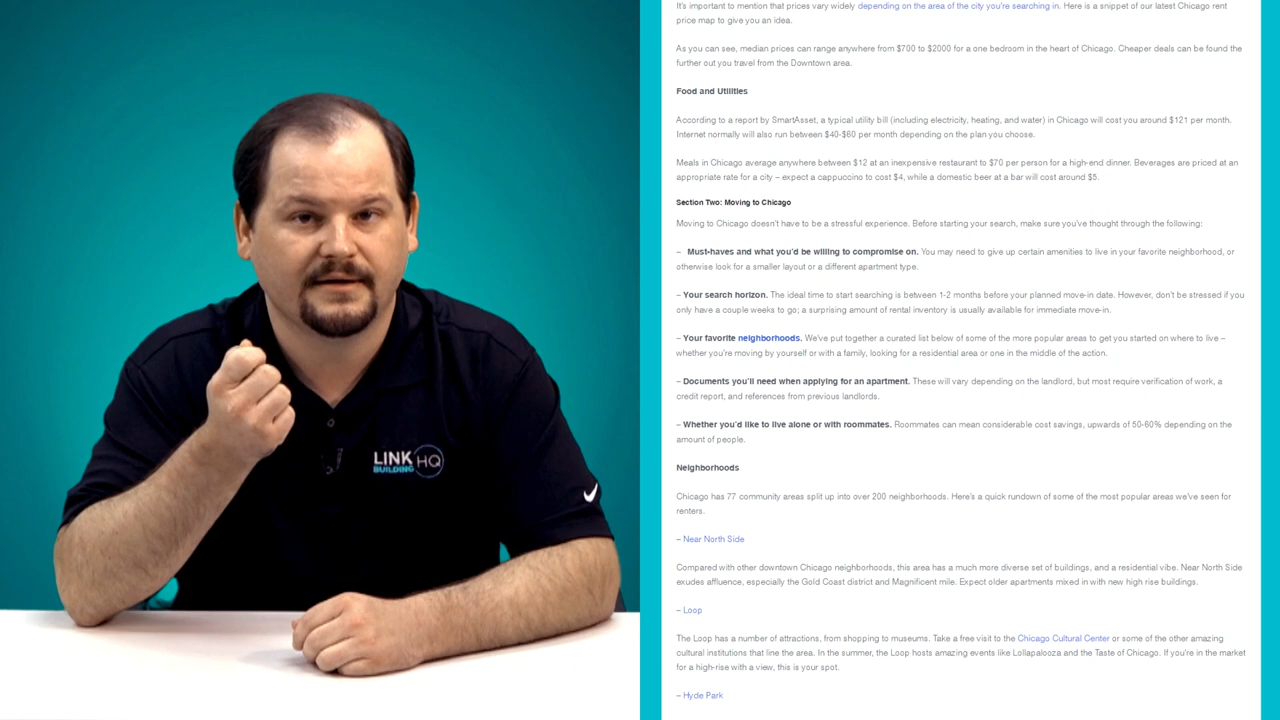 LINK
BUILDING
HQ
It's important to mention that prices vary widely depending on the area of the city you're searching in. Here is a snippet of our latest Chicago rent
price map to give you an idea.
As you can see, median prices can range anywhere from $700 to $2000 for a one bedroom in the heart of Chicago. Cheaper deals can be found the
further out you travel from the Downtown area.
Food and Utilities
According to a report by SmartAsset, a typical utility bill (including electricity, heating, and water) in Chicago will cost you around $121 per month.
Internet normally will also run between $40-$60 per month depending on the plan you choose.
Meals in Chicago average anywhere between $12 at an inexpensive restaurant to $70 per person for a high-end dinner. Beverages are priced at an
appropriate rate for a city – expect a cappuccino to cost $4, while a domestic beer at a bar will cost around $5.
Section Two: Moving to Chicago
Moving to Chicago doesn't have to be a stressful experience. Before starting your search, make sure you've thought through the following:
– Must-haves and what you'd be willing to compromise on. You may need to give up certain amenities to live in your favorite neighborhood, or
otherwise look for a smaller layout or a different apartment type.
– Your search horizon. The ideal time to start searching is between 1-2 months before your planned move-in date. However, don't be stressed if you
only have a couple weeks to go; a surprising amount of rental inventory is usually available for immediate move-in.
– Your favorite neighborhoods. We've put together a curated list below of some of the more popular areas to get you started on where to live –
whether you're moving by yourself or with a family, looking for a residential area or one in the middle of the action.
– Documents you'll need when applying for an apartment. These will vary depending on the landlord, but most require verification of work, a
credit report, and references from previous landlords.
– Whether you'd like to live alone or with roommates. Roommates can mean considerable cost savings, upwards of 50-60% depending on the
amount of people.
Neighborhoods
Chicago has 77 community areas split up into over 200 neighborhoods. Here's a quick rundown of some of the most popular areas we've seen for
renters.
– Near North Side
Compared with other downtown Chicago neighborhoods, this area has a much more diverse set of buildings, and a residential vibe. Near North Side
exudes affluence, especially the Gold Coast district and Magnificent mile. Expect older apartments mixed in with new high rise buildings.
– Loop
The Loop has a number of attractions, from shopping to museums. Take a free visit to the Chicago Cultural Center or some of the other amazing
cultural institutions that line the area. In the summer, the Loop hosts amazing events like Lollapalooza and the Taste of Chicago. If you're in the market
for a high-rise with a view, this is your spot.
– Hyde Park